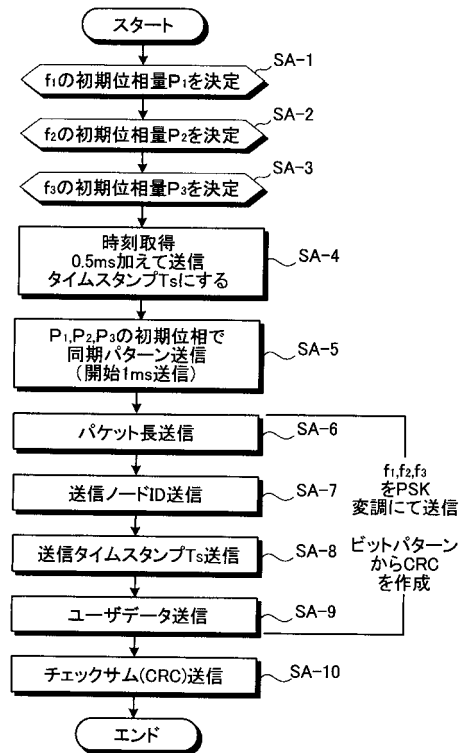 スタート
f₁の初期位相量P₁を決定
SA-1
f₂の初期位相量P₂を決定
SA-2
f₃の初期位相量P₃を決定
SA-3
時刻取得
0.5ms加えて送信
タイムスタンプTsにする
SA-4
P₁,P₂,P₃の初期位相で
同期パターン送信
(開始1ms送信)
SA-5
パケット長送信
SA-6
送信ノードID送信
SA-7
送信タイムスタンプTs送信
SA-8
ユーザデータ送信
SA-9
f₁,f₂,f₃
をPSK
変調にて送信
ビットパターン
からCRC
を作成
チェックサム(CRC)送信
SA-10
エンド